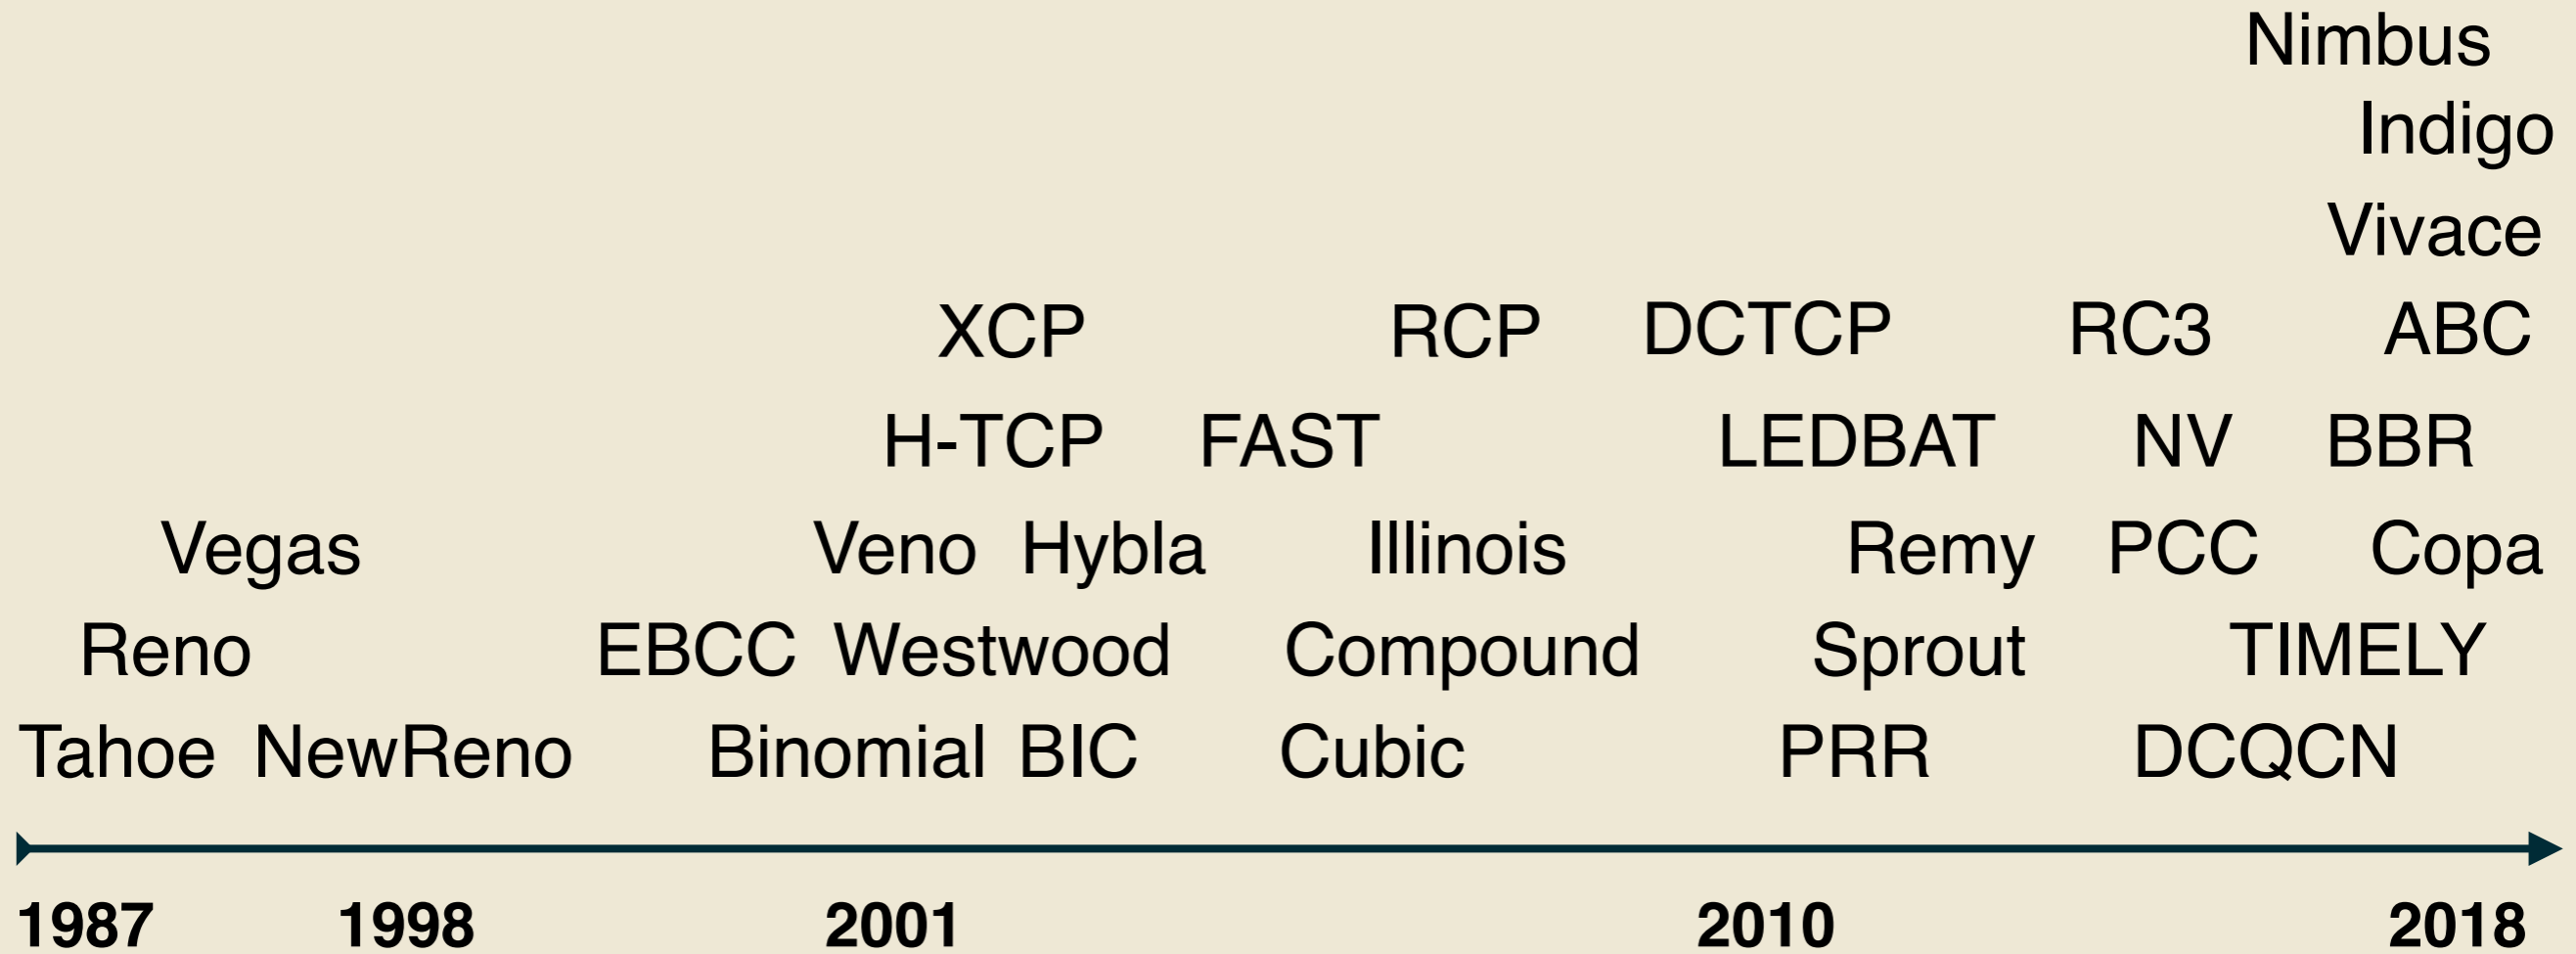 Nimbus
Indigo
Vivace
XCP RCP DCTCP RC3 ABC
H-TCP FAST LEDBAT NV BBR
Vegas Veno Hybla Illinois Remy PCC Copa
Reno EBCC Westwood Compound Sprout TIMELY
Tahoe NewReno Binomial BIC Cubic PRR DCQCN
1987 1998 2001 2010 2018